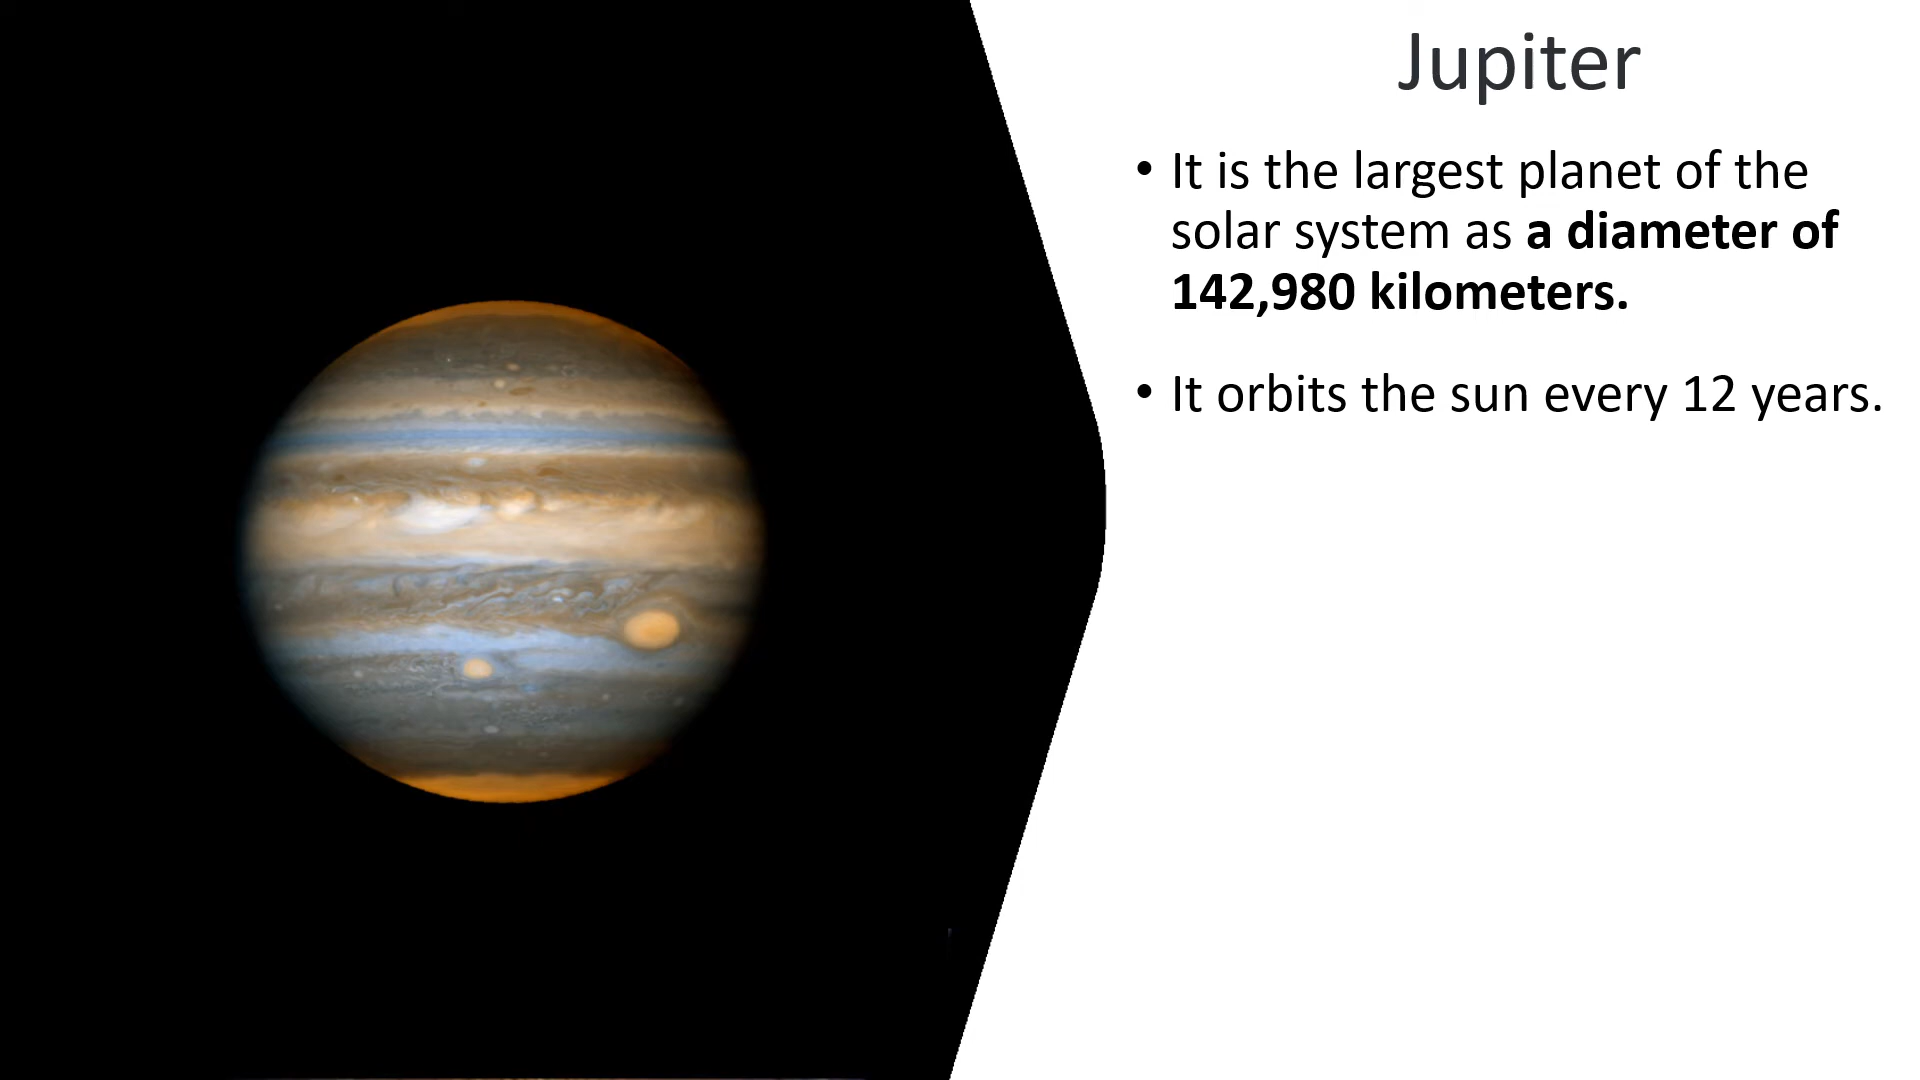 Jupiter
• It is the largest planet of the
solar system as a diameter of
142,980 kilometers.
• It orbits the sun every 12 years.